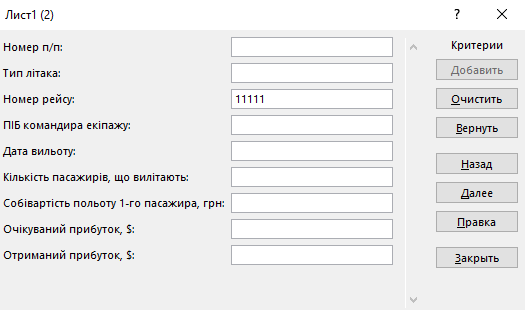 Лист1 (2)
?
Критерии
Номер п/п:
Добавить
Тип літака:
Номер рейсу: 11111
Очистить
ПІБ командира екіпажу:
Вернуть
Дата вильоту:
Назад
Кількість пасажирів, що вилітають:
Далее
Собівартість польоту 1-го пасажира, грн:
Очікуваний прибуток, $:
Правка
Отриманий прибуток, $:
Закрыть